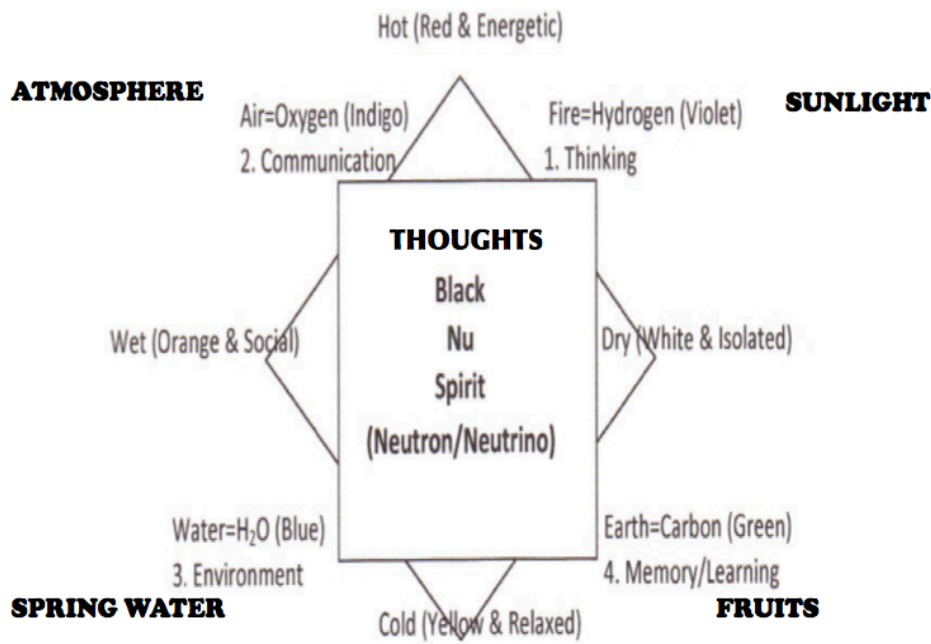 Hot (Red & Energetic)
ATMOSPHERE
SUNLIGHT
Air=Oxygen (Indigo)
2. Communication
Fire=Hydrogen (Violet)
1. Thinking
THOUGHTS
Black
Nu
Spirit
(Neutron/Neutrino)
Wet (Orange & Social)
Dry (White & Isolated)
Water=H₂O (Blue)
3. Environment
Earth=Carbon (Green)
4. Memory/Learning
SPRING WATER
FRUITS
Cold (Yellow & Relaxed)